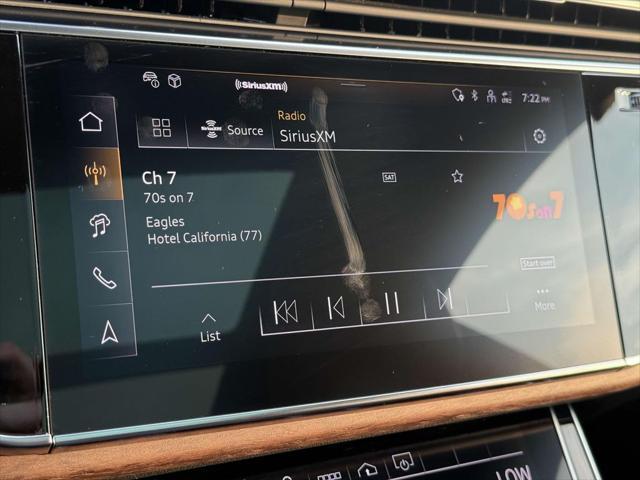 ((SiriusXM))
7:22 PM
Radio
SiriusXM
Source
SiriusXM
Ch 7
70s on 7
SAT
Eagles
Hotel California (77)
70s on 7
Start over
List
More
LOW